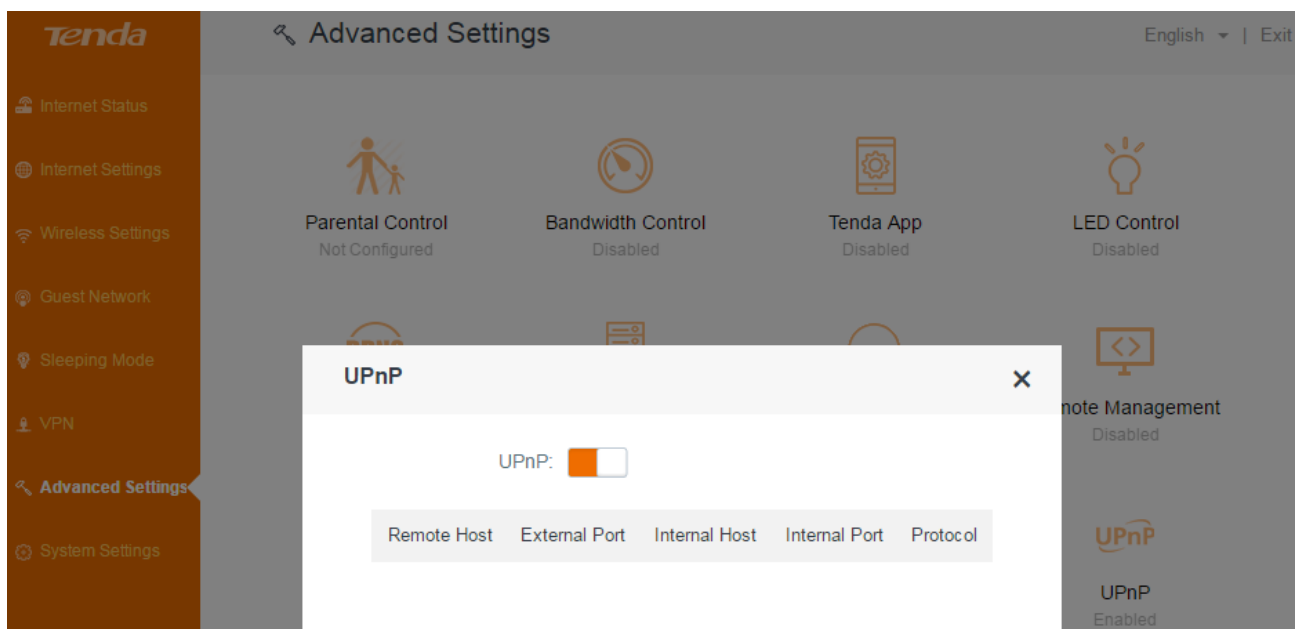 Tenda
Advanced Settings
English | Exit
Internet Status
Internet Settings
Wireless Settings
Guest Network
Sleeping Mode
VPN
Advanced Settings
System Settings
Parental Control
Not Configured
Bandwidth Control
Disabled
Tenda App
Disabled
LED Control
Disabled
Management
Disabled
UPnP
UPnP:
Remote Host External Port Internal Host Internal Port Protocol
UPnP
UPnP
Enabled